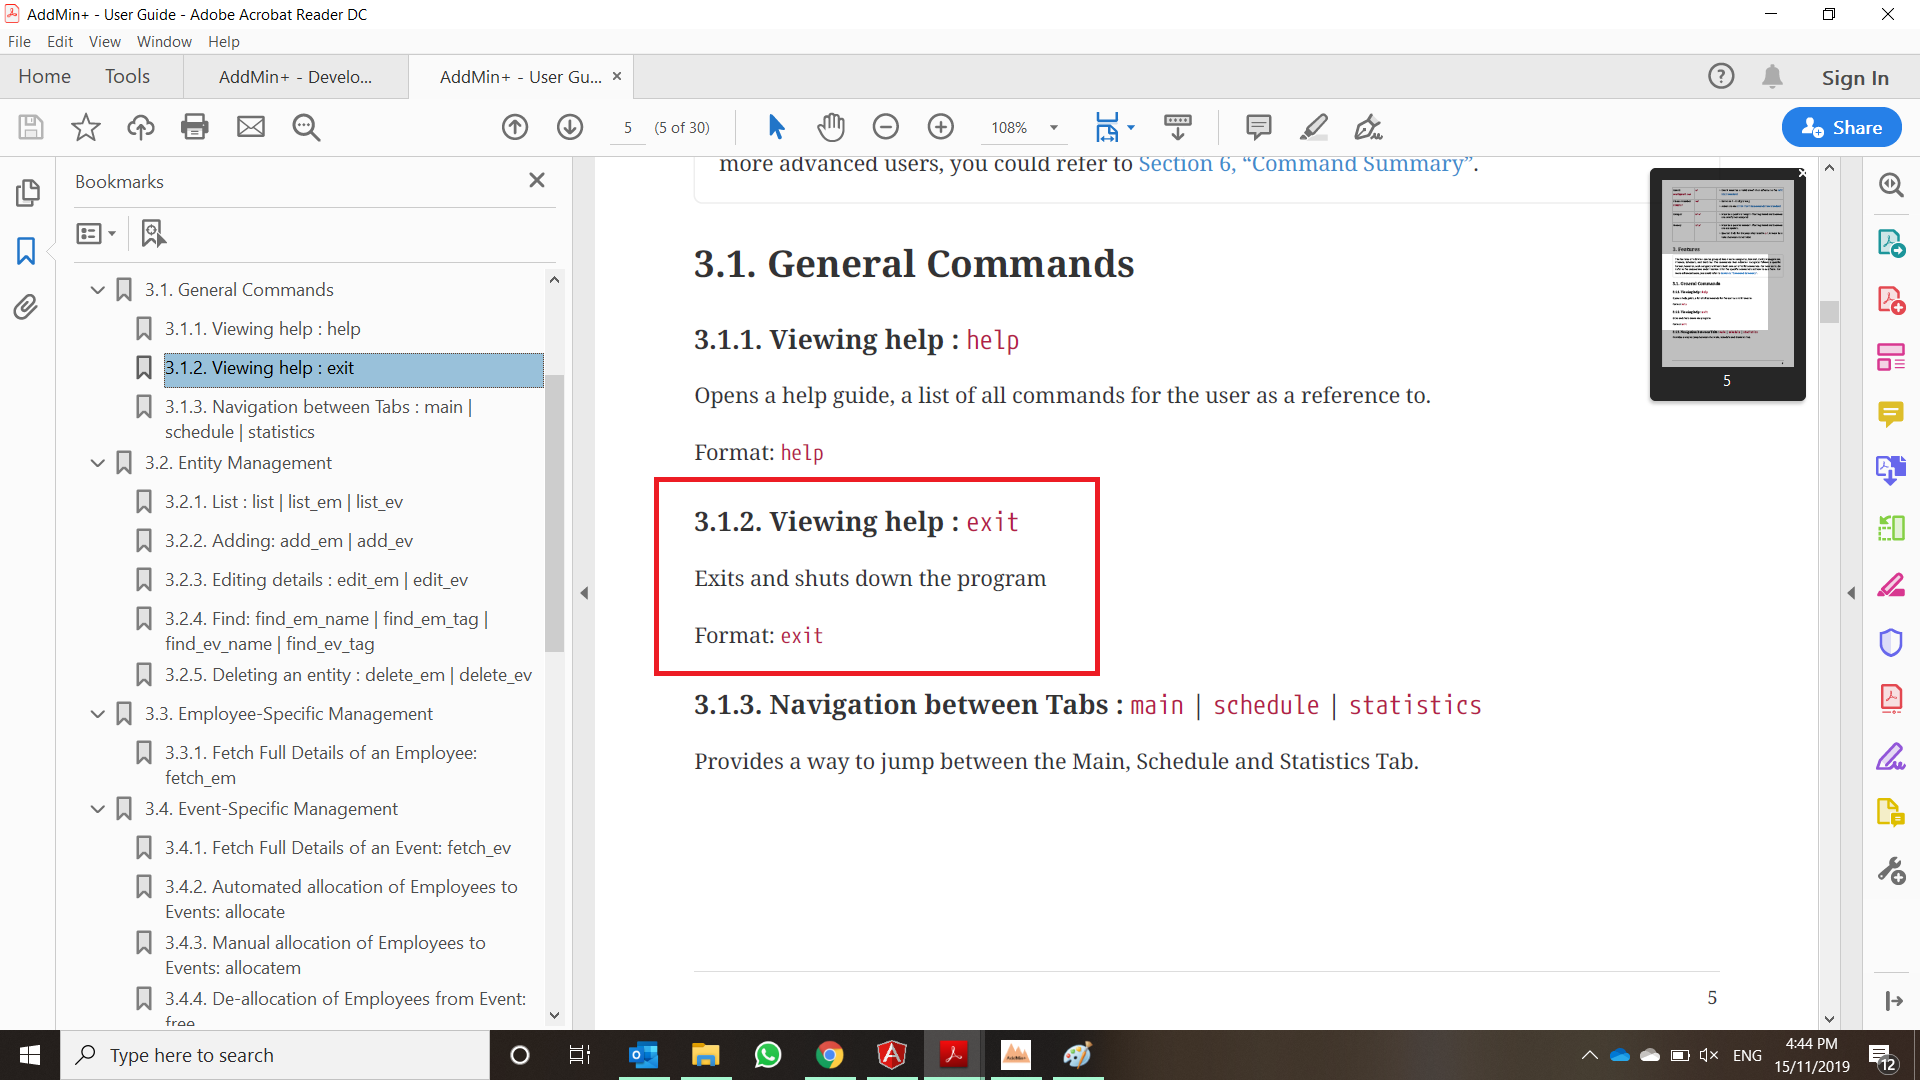 AddMin+ - User Guide - Adobe Acrobat Reader DC
File Edit View Window Help
Home Tools AddMin+ - Develo... AddMin+ - User Gu... × Sign In
5 (5 of 30) 108% Share
Bookmarks
3.1. General Commands
3.1.1. Viewing help : help
3.1.2. Viewing help : exit
3.1.3. Navigation between Tabs : main |
schedule | statistics
3.2. Entity Management
3.2.1. List : list | list_em | list_ev
3.2.2. Adding: add_em | add_ev
3.2.3. Editing details : edit_em | edit_ev
3.2.4. Find: find_em_name | find_em_tag |
find_ev_name | find_ev_tag
3.2.5. Deleting an entity : delete_em | delete_ev
3.3. Employee-Specific Management
3.3.1. Fetch Full Details of an Employee:
fetch_em
3.4. Event-Specific Management
3.4.1. Fetch Full Details of an Event: fetch_ev
3.4.2. Automated allocation of Employees to
Events: allocate
3.4.3. Manual allocation of Employees to
Events: allocatem
3.4.4. De-allocation of Employees from Event:
free
more advanced users, you could refer to Section 6, “Command Summary”.
3.1. General Commands
3.1.1. Viewing help : help
Opens a help guide, a list of all commands for the user as a reference to.
Format: help
3.1.2. Viewing help : exit
Exits and shuts down the program
Format: exit
3.1.3. Navigation between Tabs : main | schedule | statistics
Provides a way to jump between the Main, Schedule and Statistics Tab.
5
5
Type here to search
ENG
4:44 PM
15/11/2019
12